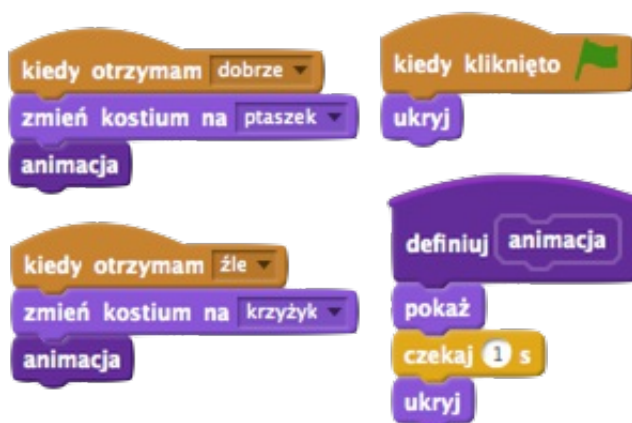 kiedy otrzymam dobrze
zmień kostium na ptaszek
animacja
kiedy otrzymam źle
zmień kostium na krzyżyk
animacja
kiedy kliknięto
ukryj
definiuj animacja
pokaż
czekaj 1 s
ukryj